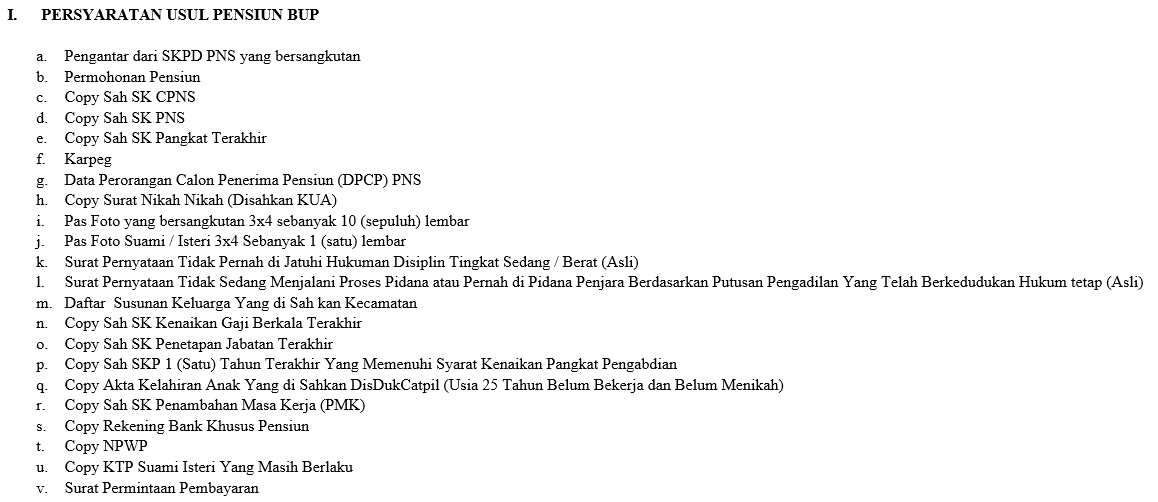 I. PERSYARATAN USUL PENSIUN BUP
a. Pengantar dari SKPD PNS yang bersangkutan
b. Permohonan Pensiun
c. Copy Sah SK CPNS
d. Copy Sah SK PNS
e. Copy Sah SK Pangkat Terakhir
f. Karpeg
g. Data Perorangan Calon Penerima Pensiun (DPCP) PNS
h. Copy Surat Nikah Nikah (Disahkan KUA)
i. Pas Foto yang bersangkutan 3x4 sebanyak 10 (sepuluh) lembar
j. Pas Foto Suami / Isteri 3x4 Sebanyak 1 (satu) lembar
k. Surat Pernyataan Tidak Pernah di Jatuhi Hukuman Disiplin Tingkat Sedang / Berat (Asli)
l. Surat Pernyataan Tidak Sedang Menjalani Proses Pidana atau Pernah di Pidana Penjara Berdasarkan Putusan Pengadilan Yang Telah Berkedudukan Hukum tetap (Asli)
m. Daftar Susunan Keluarga Yang di Sah kan Kecamatan
n. Copy Sah SK Kenaikan Gaji Berkala Terakhir
o. Copy Sah SK Penetapan Jabatan Terakhir
p. Copy Sah SKP 1 (Satu) Tahun Terakhir Yang Memenuhi Syarat Kenaikan Pangkat Pengabdian
q. Copy Akta Kelahiran Anak Yang di Sahkan DisDukCatpil (Usia 25 Tahun Belum Bekerja dan Belum Menikah)
r. Copy Sah SK Penambahan Masa Kerja (PMK)
s. Copy Rekening Bank Khusus Pensiun
t. Copy NPWP
u. Copy KTP Suami Isteri Yang Masih Berlaku
v. Surat Permintaan Pembayaran